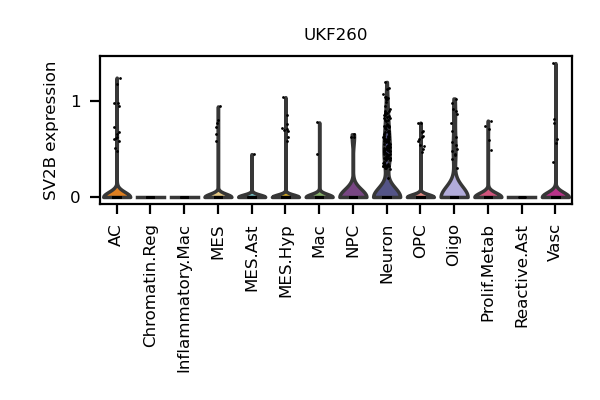 UKF260
SV2B expression
1
0
AC
Chromatin.Reg
Inflammatory.Mac
MES
MES.Ast
MES.Hyp
Mac
NPC
Neuron
OPC
Oligo
Prolif.Metab
Reactive.Ast
Vasc